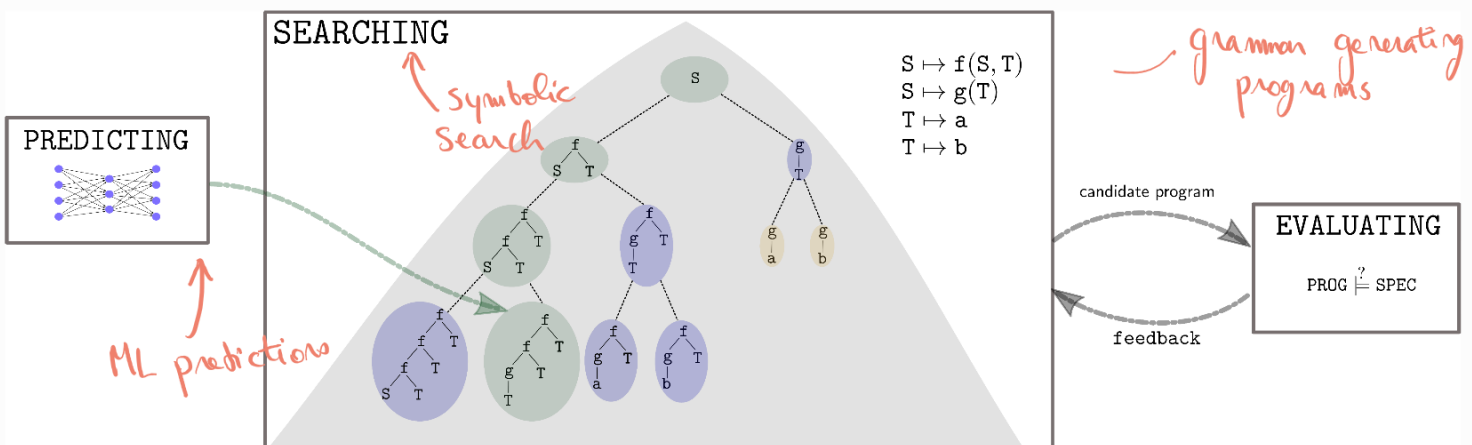 SEARCHING
symbolic
search
S ↦ f(S, T)
S ↦ g(T)
T ↦ a
T ↦ b
grammar generating
programs
PREDICTING
ML predictions
S
f
S T
g
T
f
f T
S T
f
g T
T
g
a
g
b
f
f T
f T
S T
f
f T
g T
T
f
g T
a
f
g T
b
candidate program
feedback
EVALUATING
PROG ⊨? SPEC